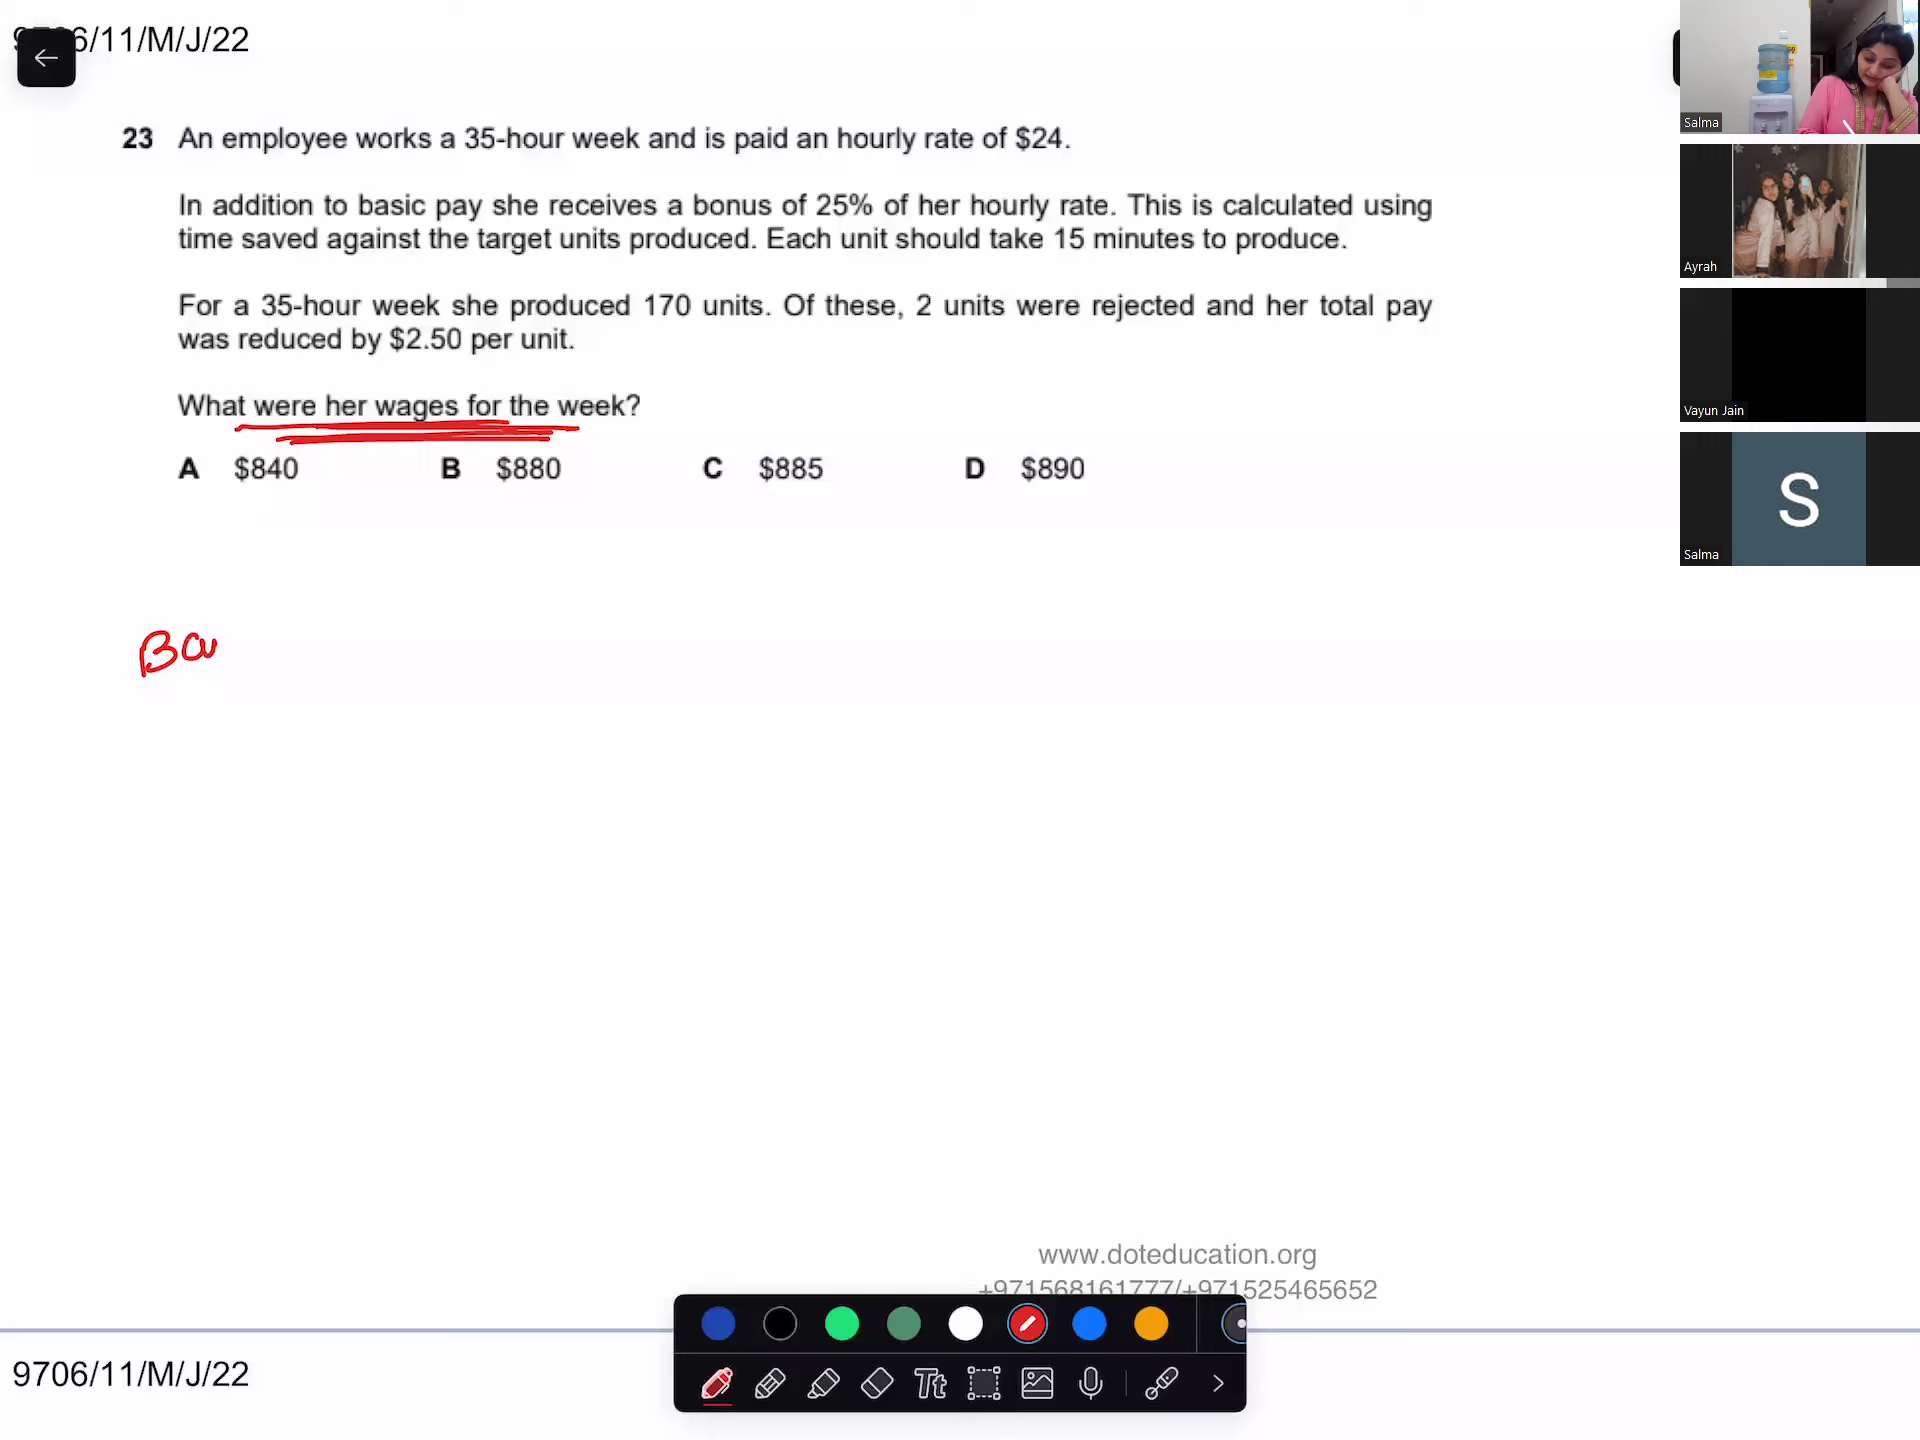 9706/11/M/J/22
23 An employee works a 35-hour week and is paid an hourly rate of $24.
In addition to basic pay she receives a bonus of 25% of her hourly rate. This is calculated using
time saved against the target units produced. Each unit should take 15 minutes to produce.
For a 35-hour week she produced 170 units. Of these, 2 units were rejected and her total pay
was reduced by $2.50 per unit.
What were her wages for the week?
A $840 B $880 C $885 D $890
Ba
www.doteducation.org
+971568161777/+971525465652
9706/11/M/J/22
Tt
Salma
Ayrah
Vayun Jain
S
Salma